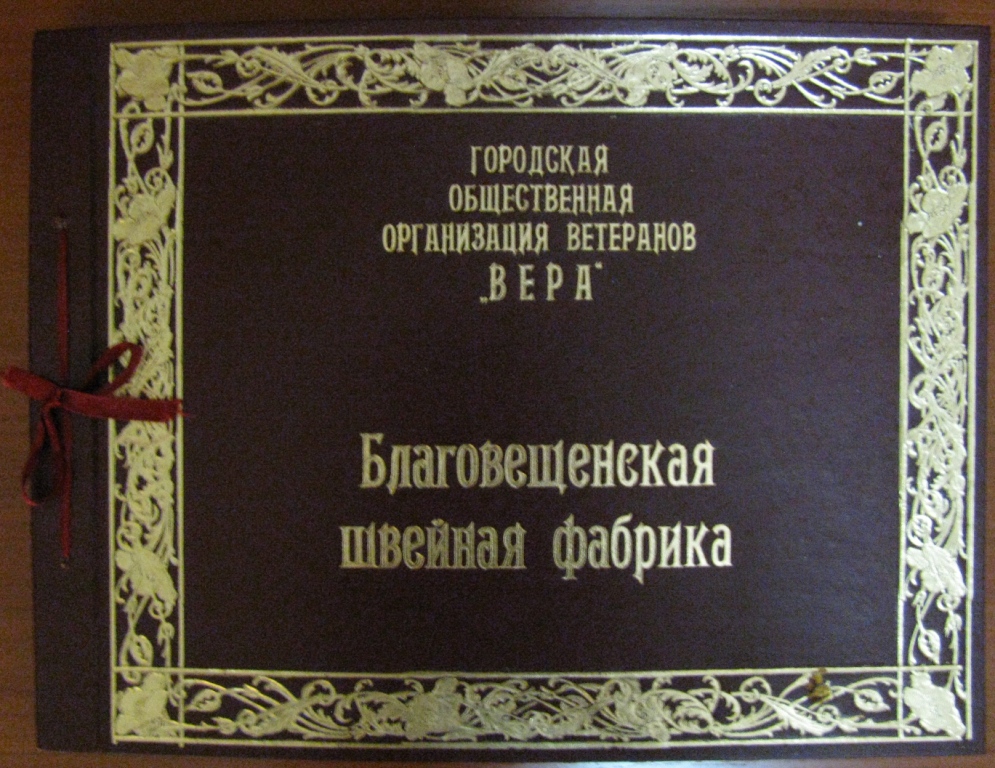 ГОРОДСКАЯ
ОБЩЕСТВЕННАЯ
ОРГАНИЗАЦИЯ ВЕТЕРАНОВ
„ВЕРА“
Благовещенская
швейная фабрика